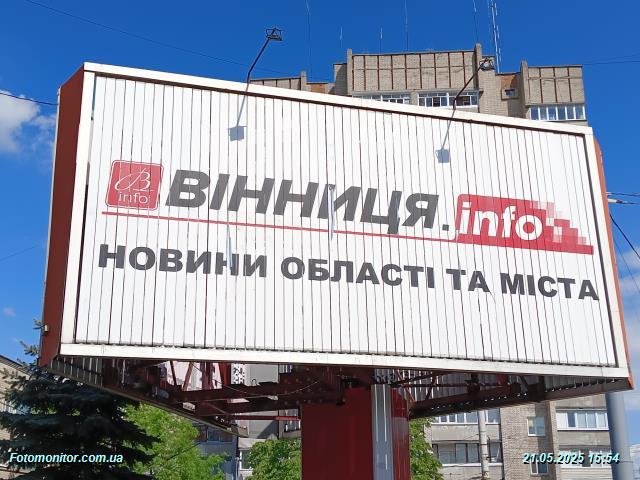 В
info
ВІННИЦЯ.info
НОВИНИ ОБЛАСТІ ТА МІСТА
Fotomonitor.com.ua
21.05.2025 15:54